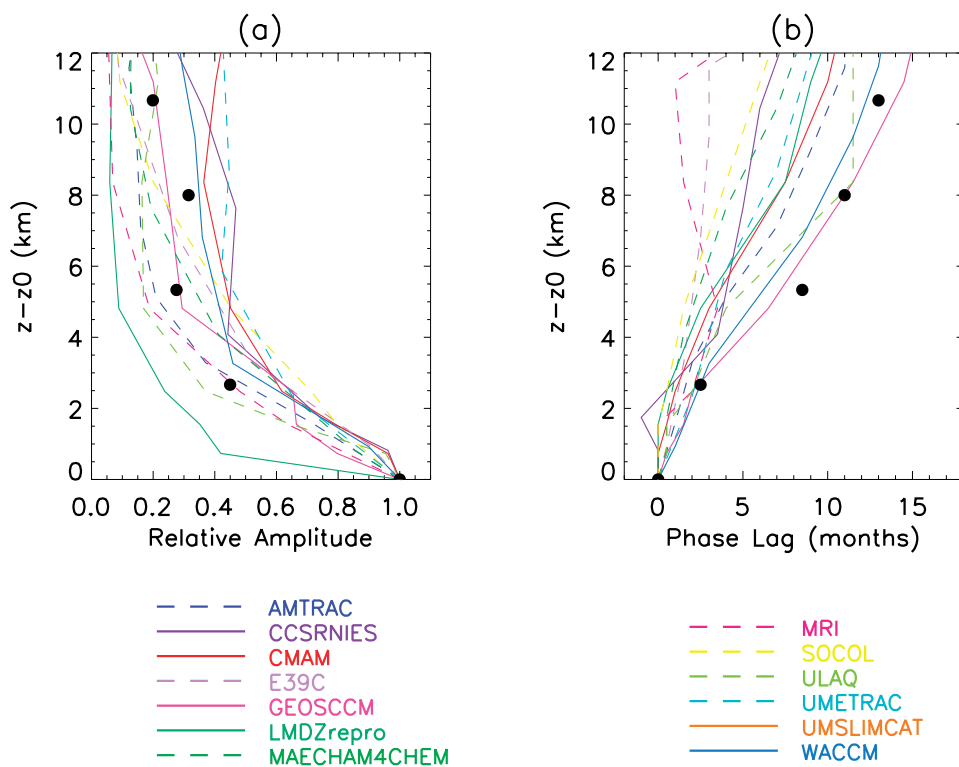 (a)
12
10
8
6
4
2
0
z-z0 (km)
0.0 0.2 0.4 0.6 0.8 1.0
Relative Amplitude
(b)
12
10
8
6
4
2
0
z-z0 (km)
0 5 10 15
Phase Lag (months)
AMTRAC
CCSRNIES
CMAM
E39C
GEOSCCM
LMDZrepro
MAECHAM4CHEM
MRI
SOCOL
ULAQ
UMETRAC
UMSLIMCAT
WACCM